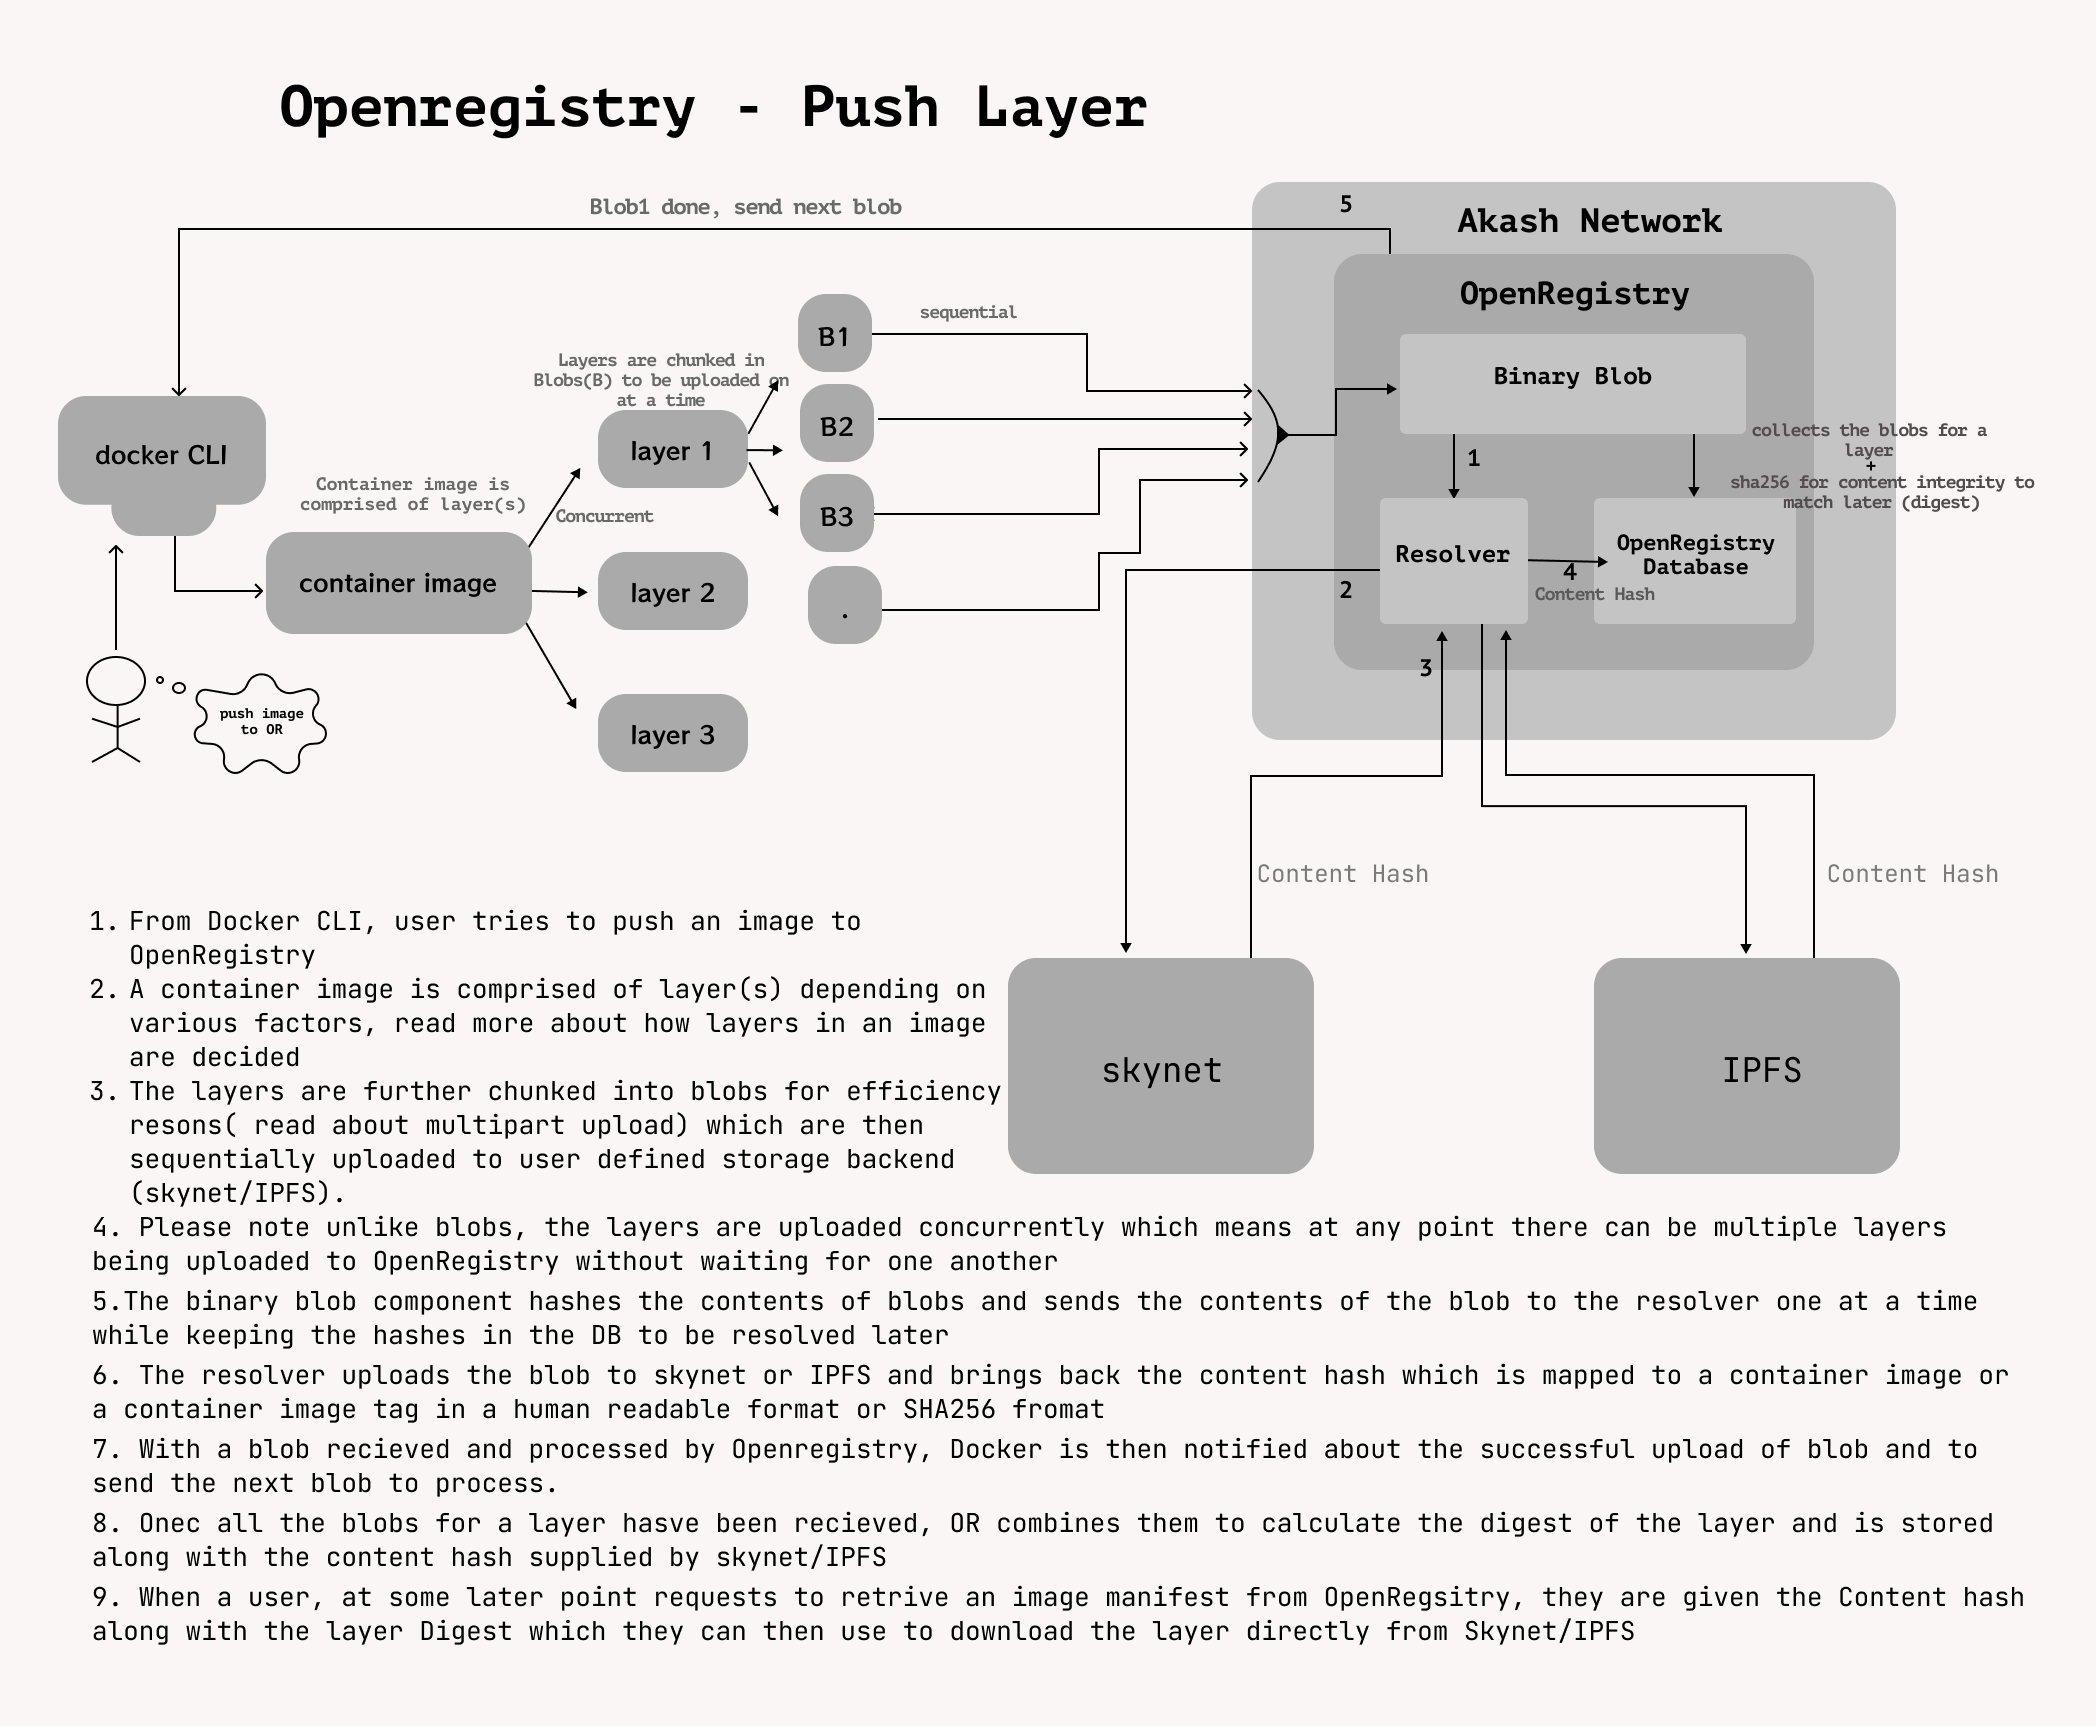 Openregistry - Push Layer
Blob1 done, send next blob
5
Akash Network
OpenRegistry
B1
sequential
Binary Blob
Layers are chunked in
Blobs(B) to be uploaded on
at a time
B2
docker CLI
layer 1
1
collects the blobs for a
layer
+
sha256 for content integrity to
match later (digest)
Container image is
comprised of layer(s)
Concurrent
B3
Resolver
OpenRegistry
Database
4
Content Hash
container image
layer 2
.
2
3
push image
to OR
layer 3
Content Hash
Content Hash
1. From Docker CLI, user tries to push an image to
OpenRegistry
2. A container image is comprised of layer(s) depending on
various factors, read more about how layers in an image
are decided
skynet
IPFS
3. The layers are further chunked into blobs for efficiency
resons( read about multipart upload) which are then
sequentially uploaded to user defined storage backend
(skynet/IPFS).
4. Please note unlike blobs, the layers are uploaded concurrently which means at any point there can be multiple layers
being uploaded to OpenRegistry without waiting for one another
5.The binary blob component hashes the contents of blobs and sends the contents of the blob to the resolver one at a time
while keeping the hashes in the DB to be resolved later
6. The resolver uploads the blob to skynet or IPFS and brings back the content hash which is mapped to a container image or
a container image tag in a human readable format or SHA256 fromat
7. With a blob recieved and processed by Openregistry, Docker is then notified about the successful upload of blob and to
send the next blob to process.
8. Onec all the blobs for a layer hasve been recieved, OR combines them to calculate the digest of the layer and is stored
along with the content hash supplied by skynet/IPFS
9. When a user, at some later point requests to retrive an image manifest from OpenRegsitry, they are given the Content hash
along with the layer Digest which they can then use to download the layer directly from Skynet/IPFS